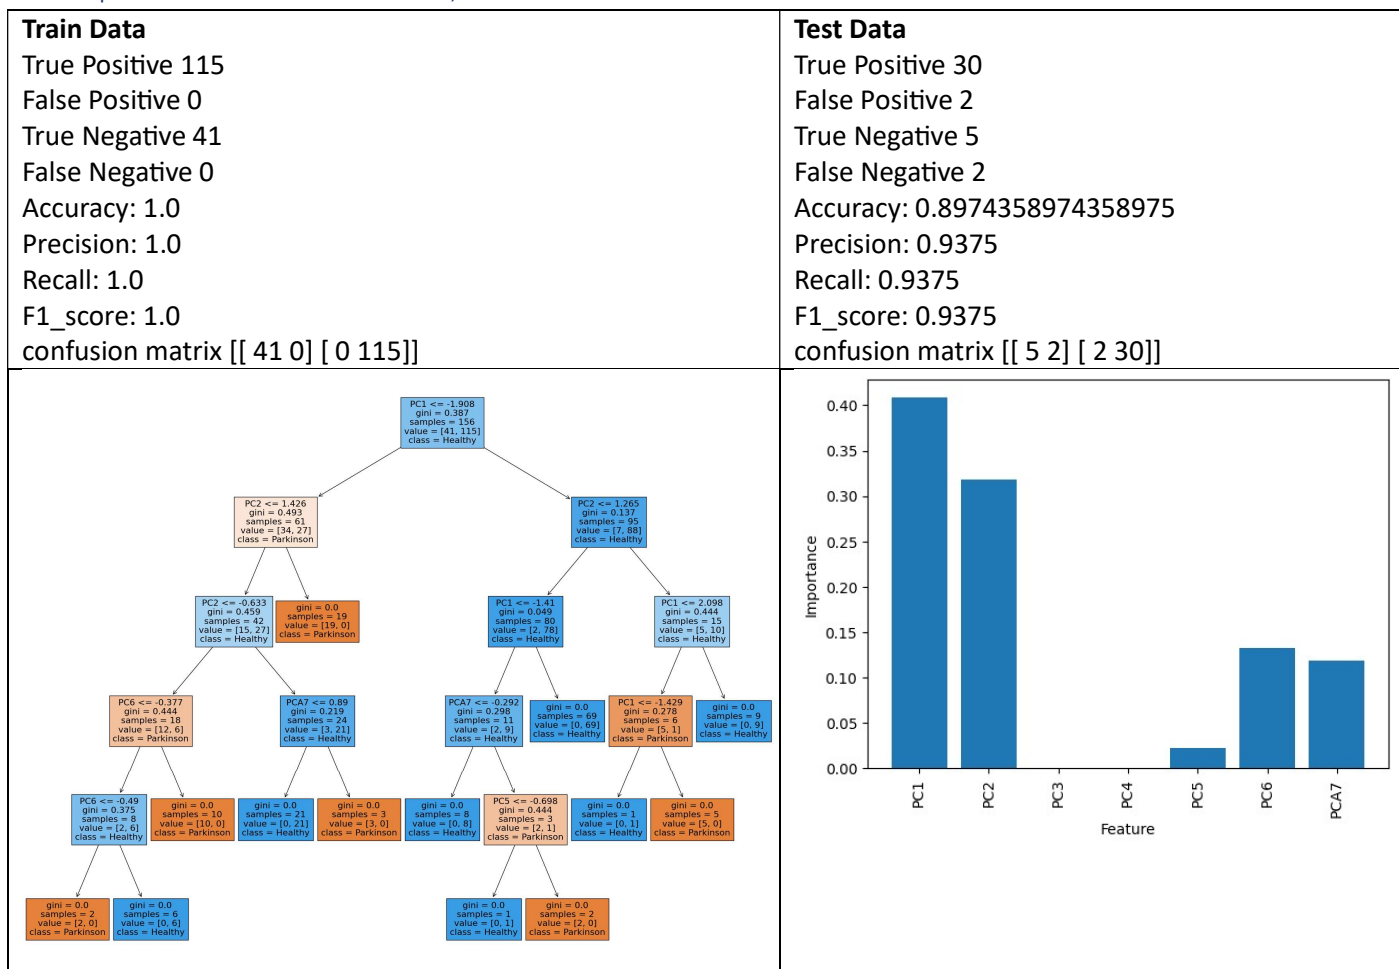 Train Data
True Positive 115
False Positive 0
True Negative 41
False Negative 0
Accuracy: 1.0
Precision: 1.0
Recall: 1.0
F1_score: 1.0
confusion matrix [[ 41 0] [ 0 115]]
Test Data
True Positive 30
False Positive 2
True Negative 5
False Negative 2
Accuracy: 0.8974358974358975
Precision: 0.9375
Recall: 0.9375
F1_score: 0.9375
confusion matrix [[ 5 2] [ 2 30]]
PC1 <= -1.908
gini = 0.387
samples = 156
value = [41, 115]
class = Healthy
PC2 <= 1.426
gini = 0.493
samples = 61
value = [34, 27]
class = Parkinson
PC2 <= 1.265
gini = 0.137
samples = 95
value = [7, 88]
class = Healthy
PC2 <= -0.633
gini = 0.459
samples = 42
value = [15, 27]
class = Healthy
gini = 0.0
samples = 19
value = [19, 0]
class = Parkinson
PC1 <= -1.41
gini = 0.049
samples = 80
value = [2, 78]
class = Healthy
PC1 <= 2.098
gini = 0.444
samples = 15
value = [5, 10]
class = Healthy
PC6 <= -0.377
gini = 0.444
samples = 18
value = [12, 6]
class = Parkinson
PCA7 <= 0.89
gini = 0.219
samples = 24
value = [3, 21]
class = Healthy
PCA7 <= -0.292
gini = 0.298
samples = 11
value = [2, 9]
class = Healthy
gini = 0.0
samples = 69
value = [0, 69]
class = Healthy
PC1 <= -1.429
gini = 0.278
samples = 6
value = [5, 1]
class = Parkinson
gini = 0.0
samples = 9
value = [0, 9]
class = Healthy
PC6 <= -0.49
gini = 0.375
samples = 8
value = [2, 6]
class = Healthy
gini = 0.0
samples = 10
value = [10, 0]
class = Parkinson
gini = 0.0
samples = 21
value = [0, 21]
class = Healthy
gini = 0.0
samples = 3
value = [3, 0]
class = Parkinson
gini = 0.0
samples = 8
value = [0, 8]
class = Healthy
PC5 <= -0.698
gini = 0.444
samples = 3
value = [2, 1]
class = Parkinson
gini = 0.0
samples = 1
value = [0, 1]
class = Healthy
gini = 0.0
samples = 5
value = [5, 0]
class = Parkinson
gini = 0.0
samples = 2
value = [2, 0]
class = Parkinson
gini = 0.0
samples = 6
value = [0, 6]
class = Healthy
gini = 0.0
samples = 1
value = [0, 1]
class = Healthy
gini = 0.0
samples = 2
value = [2, 0]
class = Parkinson
0.40
0.35
0.30
0.25
0.20
0.15
0.10
0.05
0.00
Importance
PC1
PC2
PC3
PC4
PC5
PC6
PCA7
Feature